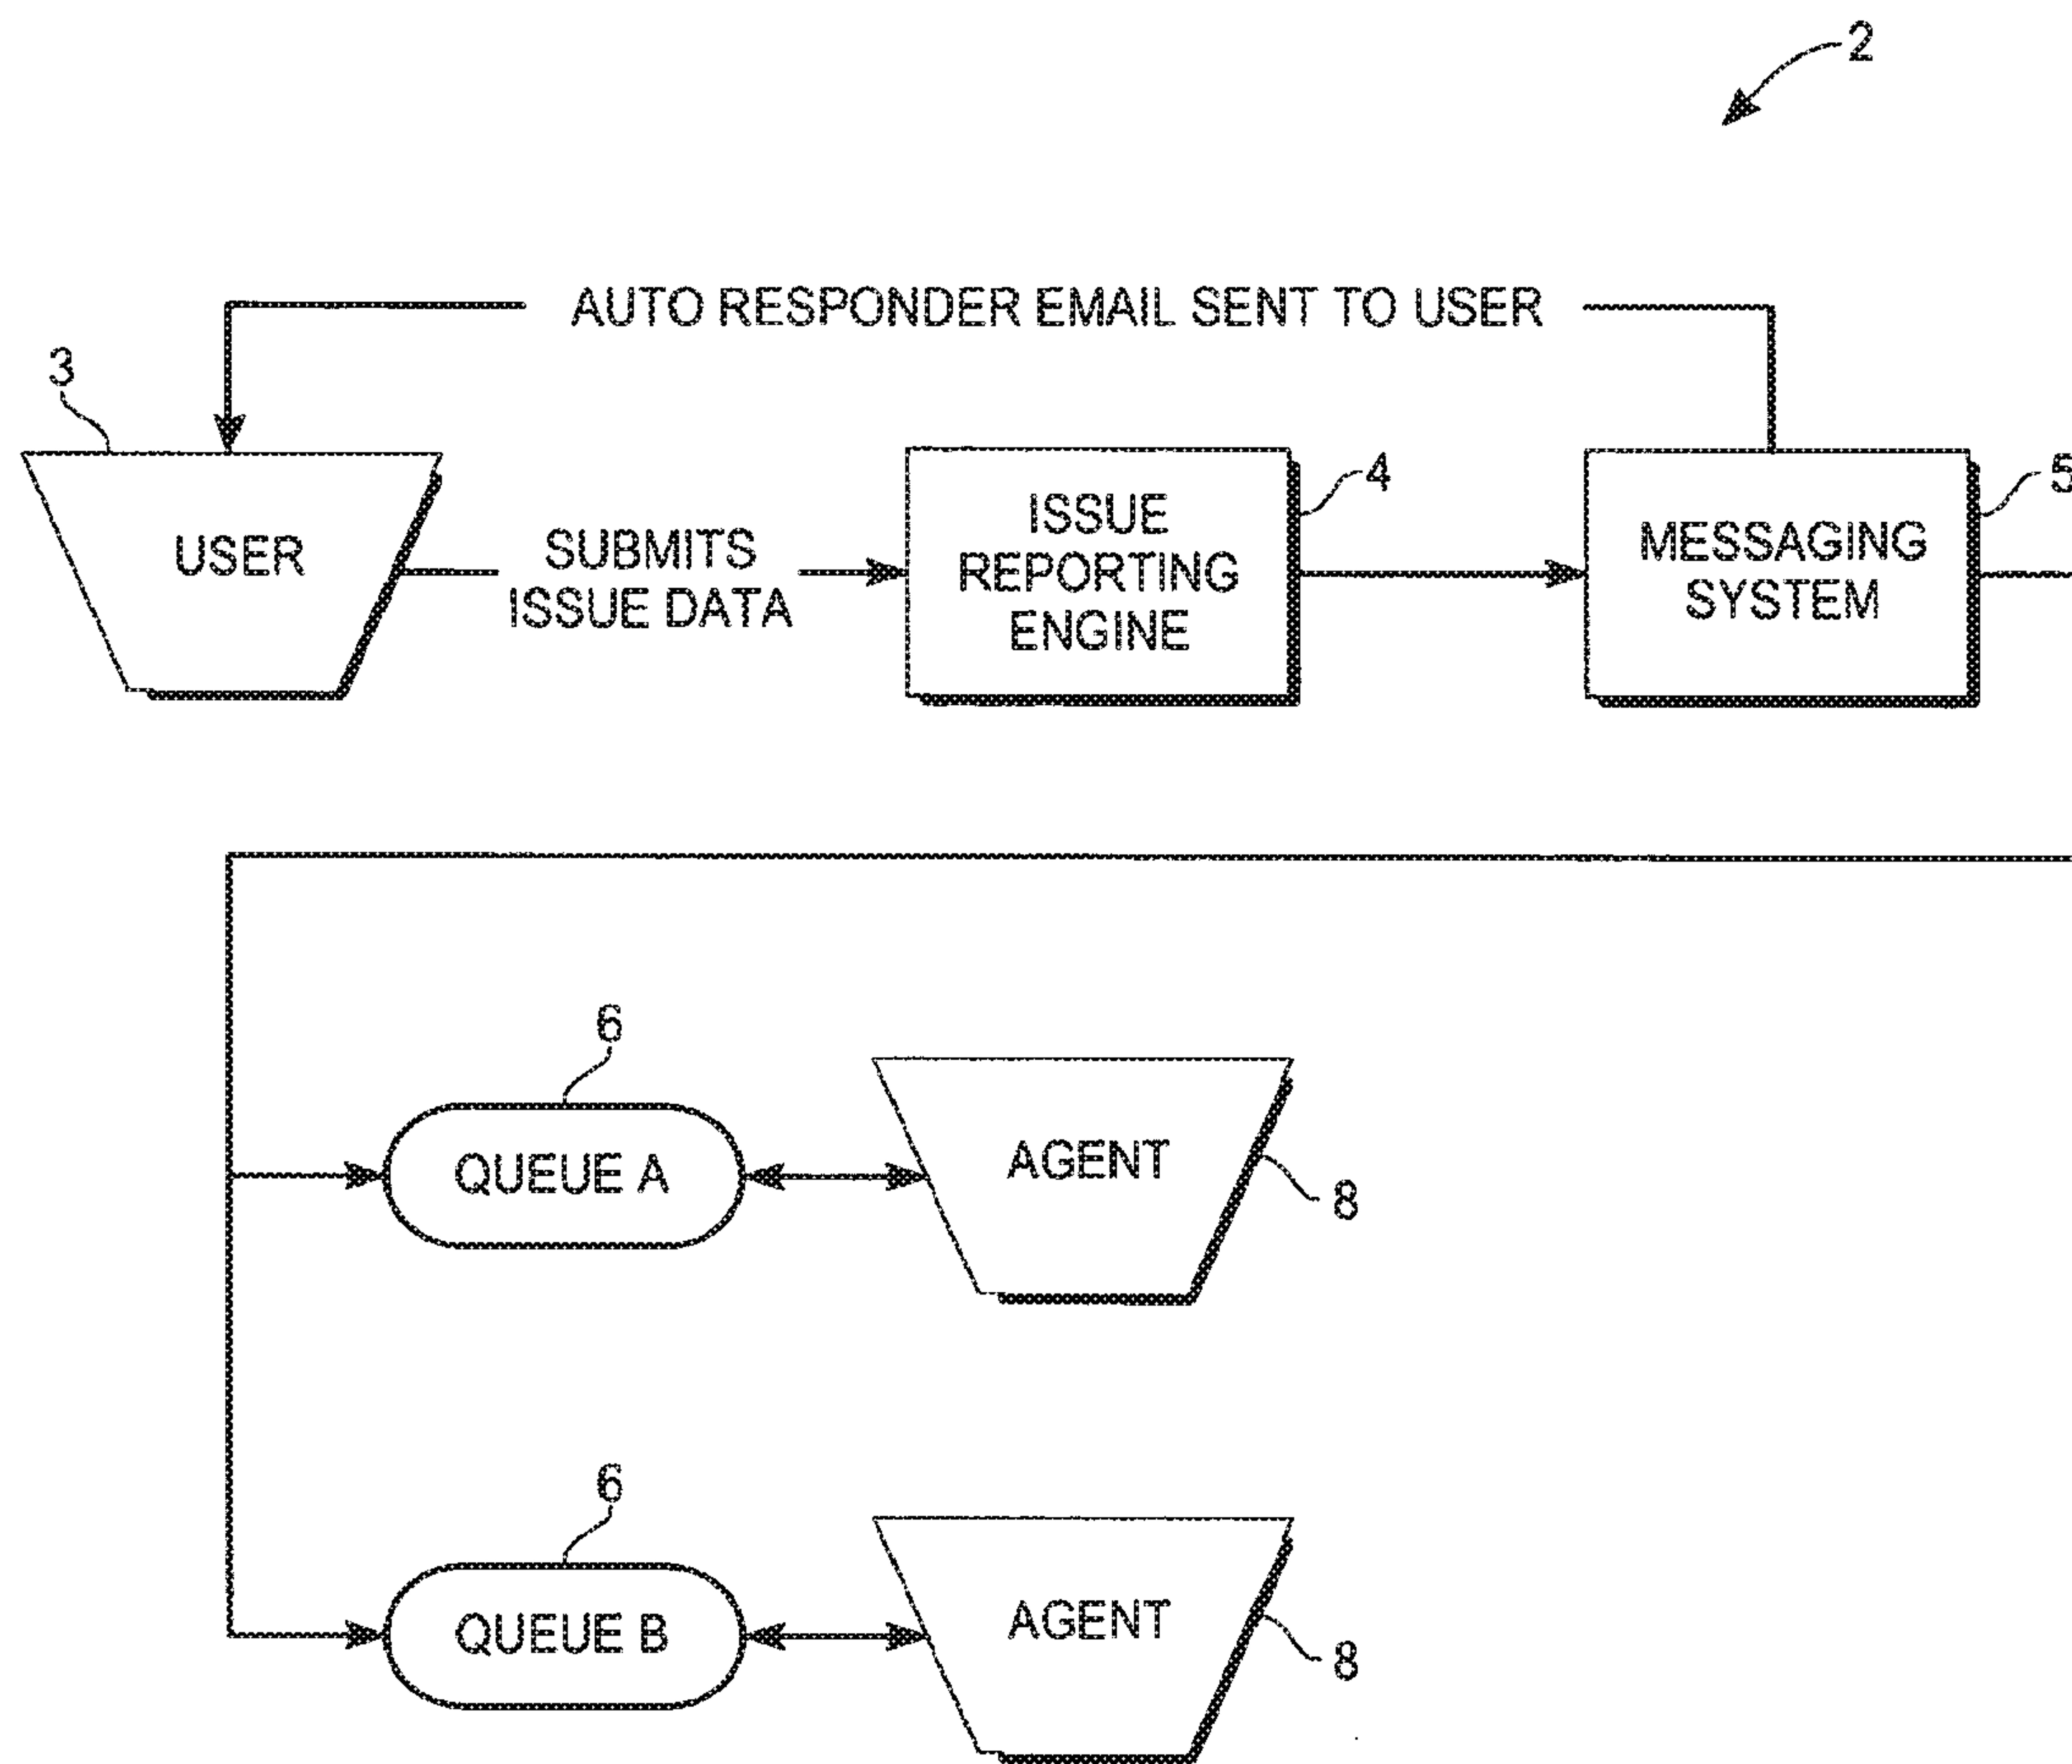 2
AUTO RESPONDER EMAIL SENT TO USER
3
USER
SUBMITS
ISSUE DATA
ISSUE
REPORTING
ENGINE
4
MESSAGING
SYSTEM
5
6
QUEUE A
AGENT
8
6
QUEUE B
AGENT
8